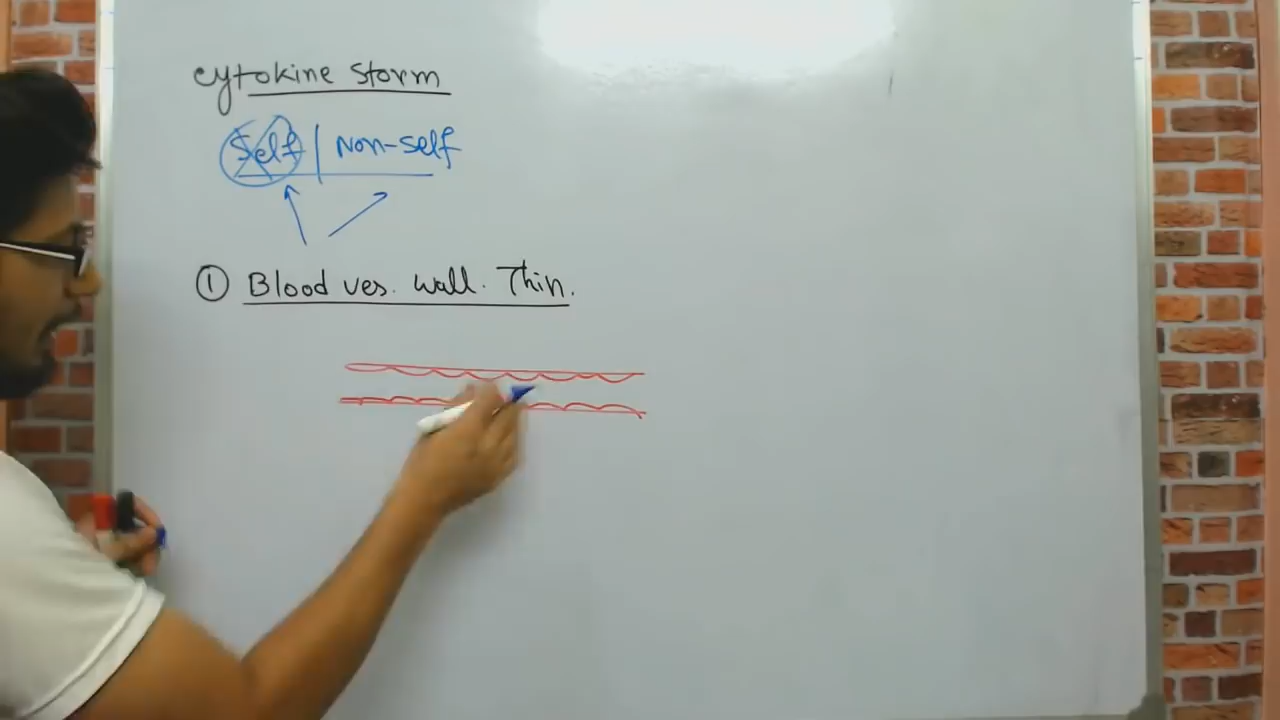 Cytokine Storm
Self | Non-self
① Blood ves. wall. Thin.